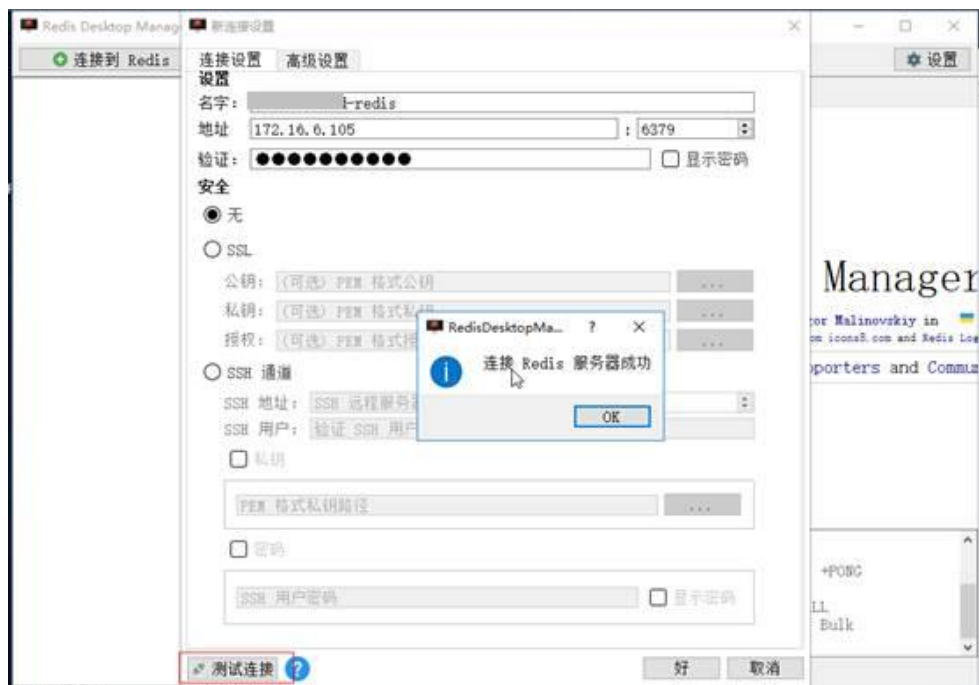 Redis Desktop Manag
新连接设置
连接到 Redis
设置
连接设置 高级设置
设置
名字: -redis
地址 172.16.6.105 : 6379
验证: ●●●●●●●●●● 显示密码
安全
无
SSL
公钥: (可选) PEM 格式公钥 ...
私钥: (可选) PEM 格式私钥 ...
授权: (可选) PEM 格式授 ...
SSH 通道
SSH 地址: SSH 远程服务器
SSH 用户: 验证 SSH 用户
私钥
PEM 格式私钥路径 ...
密码
SSH 用户密码 显示密码
测试连接 ? 好 取消
RedisDesktopMa... ?
连接 Redis 服务器成功
OK
Manager
or Malinovskiy in
om icons8.com and Redis Log
pporters and Commu
+PONG
LL
Bulk